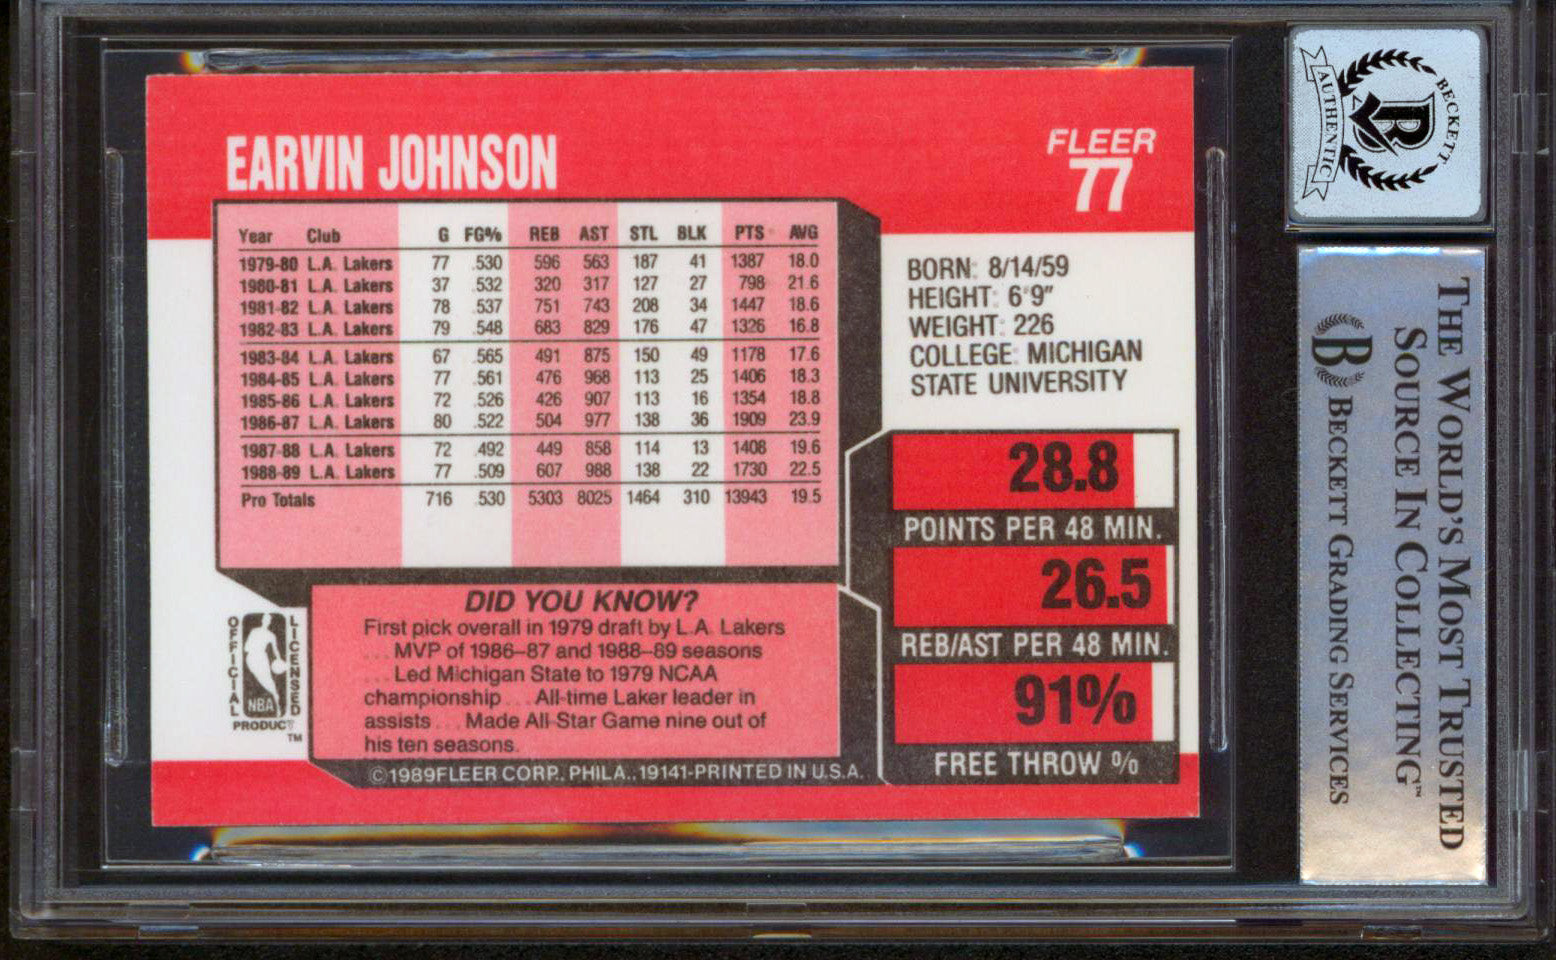 EARVIN JOHNSON
FLEER
77
Year Club G FG% REB AST STL BLK PTS AVG
1979-80 L.A. Lakers 77 .530 596 563 187 41 1387 18.0
1980-81 L.A. Lakers 37 .532 320 317 127 27 798 21.6
1981-82 L.A. Lakers 78 .537 751 743 208 34 1447 18.6
1982-83 L.A. Lakers 79 .548 683 829 176 47 1326 16.8
1983-84 L.A. Lakers 67 .565 491 875 150 49 1178 17.6
1984-85 L.A. Lakers 77 .561 476 968 113 25 1406 18.3
1985-86 L.A. Lakers 72 .526 426 907 113 16 1354 18.8
1986-87 L.A. Lakers 80 .522 504 977 138 36 1909 23.9
1987-88 L.A. Lakers 72 .492 449 858 114 13 1408 19.6
1988-89 L.A. Lakers 77 .509 607 988 138 22 1730 22.5
Pro Totals 716 .530 5303 8025 1464 310 13943 19.5
BORN: 8/14/59
HEIGHT: 6'9"
WEIGHT: 226
COLLEGE: MICHIGAN
STATE UNIVERSITY
28.8
POINTS PER 48 MIN.
26.5
REB/AST PER 48 MIN.
91%
FREE THROW %
DID YOU KNOW?
First pick overall in 1979 draft by L.A. Lakers
... MVP of 1986–87 and 1988–89 seasons
... Led Michigan State to 1979 NCAA
championship ... All-time Laker leader in
assists ... Made All-Star Game nine out of
his ten seasons.
OFFICIAL
LICENSED
NBA
PRODUCT
TM
©1989FLEER CORP., PHILA., 19141-PRINTED IN U.S.A.
BECKETT
AUTHENTIC
B
THE WORLD'S MOST TRUSTED
SOURCE IN COLLECTING™
B
BECKETT GRADING SERVICES